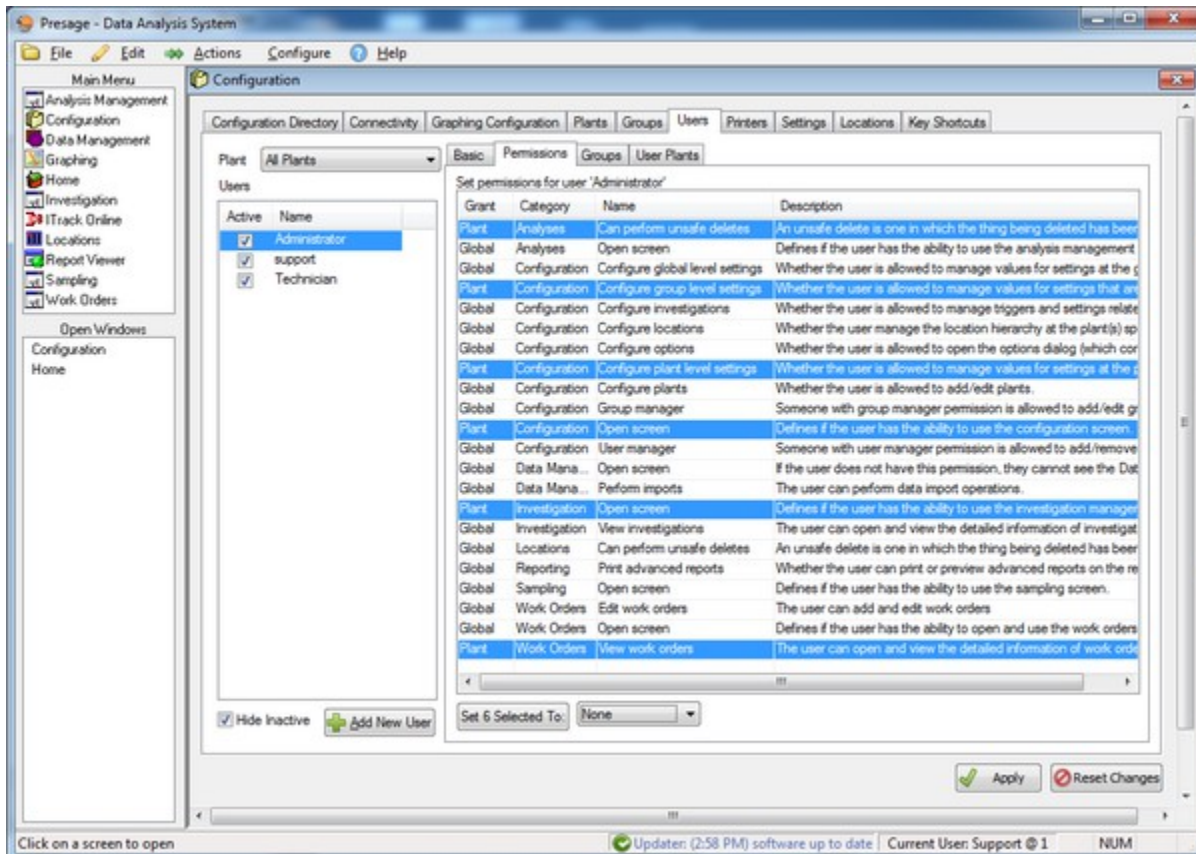 Presage - Data Analysis System
File Edit Actions Configure Help
Main Menu
Analysis Management
Configuration
Data Management
Graphing
Home
Investigation
ITrack Online
Locations
Report Viewer
Sampling
Work Orders
Open Windows
Configuration
Home
Configuration
Configuration Directory Connectivity Graphing Configuration Plants Groups Users Printers Settings Locations Key Shortcuts
Plant All Plants
Users
Active Name
Administrator
support
Technician
Hide Inactive Add New User
Basic Permissions Groups User Plants
Set permissions for user 'Administrator'
Grant Category Name Description
Plant Analyses Can perform unsafe deletes An unsafe delete is one in which the thing being deleted has been
Global Analyses Open screen Defines if the user has the ability to use the analysis management
Global Configuration Configure global level settings Whether the user is allowed to manage values for settings at the g
Plant Configuration Configure group level settings Whether the user is allowed to manage values for settings that are
Global Configuration Configure investigations Whether the user is allowed to manage triggers and settings relate
Global Configuration Configure locations Whether the user manage the location hierarchy at the plant(s) sp
Global Configuration Configure options Whether the user is allowed to open the options dialog (which con
Plant Configuration Configure plant level settings Whether the user is allowed to manage values for settings at the p
Global Configuration Configure plants Whether the user is allowed to add/edit plants.
Global Configuration Group manager Someone with group manager permission is allowed to add/edit gr
Plant Configuration Open screen Defines if the user has the ability to use the configuration screen.
Global Configuration User manager Someone with user manager permission is allowed to add/remove
Global Data Mana... Open screen If the user does not have this permission, they cannot see the Dat
Global Data Mana... Perform imports The user can perform data import operations.
Plant Investigation Open screen Defines if the user has the ability to use the investigation manager
Global Investigation View investigations The user can open and view the detailed information of investigat
Global Locations Can perform unsafe deletes An unsafe delete is one in which the thing being deleted has been
Global Reporting Print advanced reports Whether the user can print or preview advanced reports on the re
Global Sampling Open screen Defines if the user has the ability to use the sampling screen.
Global Work Orders Edit work orders The user can add and edit work orders
Global Work Orders Open screen Defines if the user has the ability to open and use the work orders
Plant Work Orders View work orders The user can open and view the detailed information of work orde
Set 6 Selected To: None
Apply Reset Changes
Click on a screen to open Updater: (2:58 PM) software up to date Current User: Support @ 1 NUM